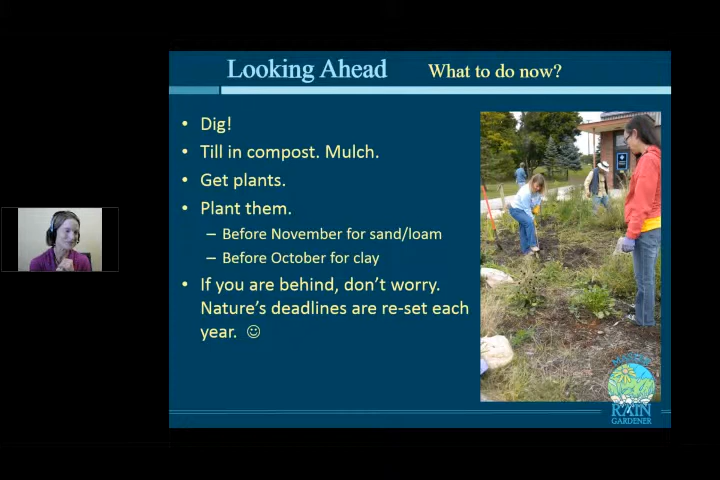 Looking Ahead What to do now?
• Dig!
• Till in compost. Mulch.
• Get plants.
• Plant them.
– Before November for sand/loam
– Before October for clay
• If you are behind, don't worry.
Nature's deadlines are re-set each
year. ☺
MASTER
RAIN
GARDENER